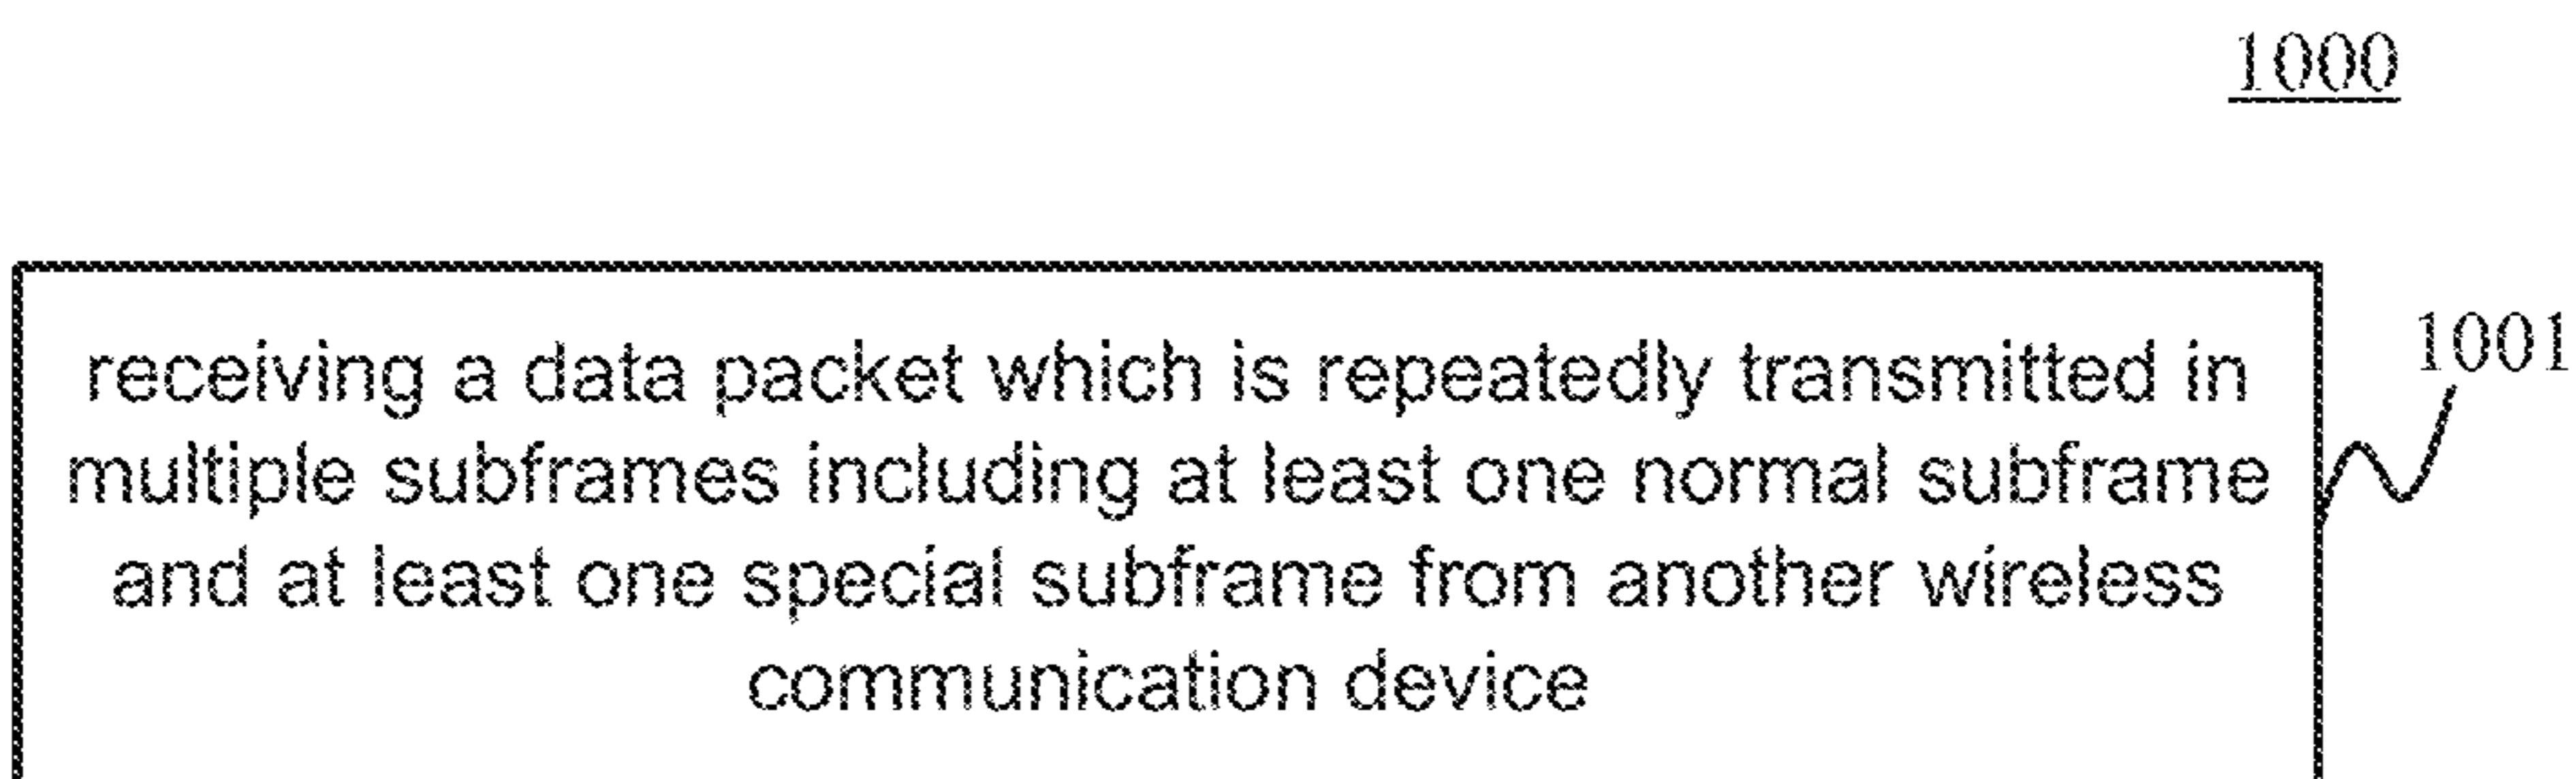 1000
receiving a data packet which is repeatedly transmitted in
1001
multiple subframes including at least one normal subframe
and at least one special subframe from another wireless
communication device